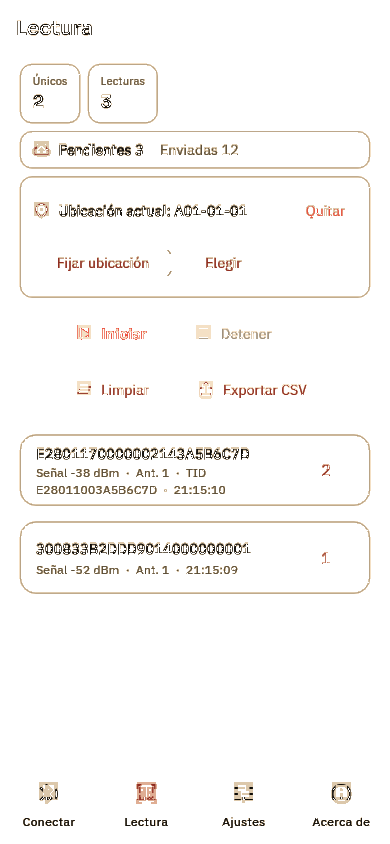 Lectura
Únicos
2
Lecturas
3
Pendientes 3 Enviadas 12
Ubicación actual: A01-01-01 Quitar
Fijar ubicación Elegir
Iniciar Detener
Limpiar Exportar CSV
E2801170000002143A5B6C7D
Señal -38 dBm · Ant. 1 · TID
E28011003A5B6C7D · 21:15:10
2
300833B2DDD9014000000001
Señal -52 dBm · Ant. 1 · 21:15:09
1
Conectar Lectura Ajustes Acerca de